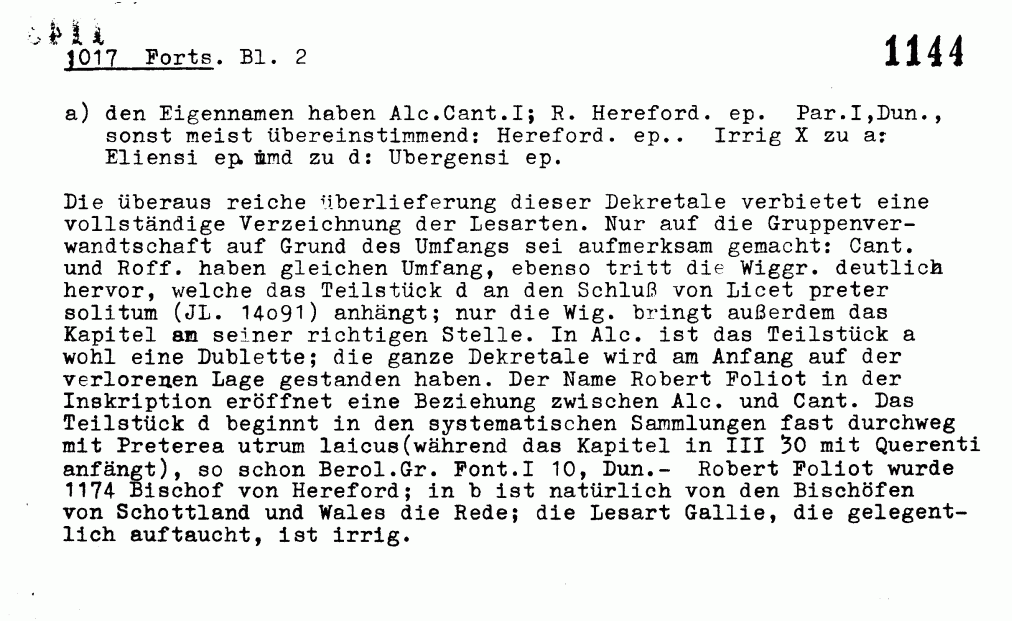 1017 Forts. Bl. 2
1144
a) den Eigennamen haben Alc.Cant.I; R. Hereford. ep. Par.I,Dun.,
sonst meist übereinstimmend: Hereford. ep.. Irrig X zu a:
Eliensi ep. umd zu d: Ubergensi ep.
Die überaus reiche überlieferung dieser Dekretale verbietet eine
vollständige Verzeichnung der Lesarten. Nur auf die Gruppenver-
wandtschaft auf Grund des Umfangs sei aufmerksam gemacht: Cant.
und Roff. haben gleichen Umfang, ebenso tritt die Wiggr. deutlich
hervor, welche das Teilstück d an den Schluß von Licet preter
solitum (JL. 14o91) anhängt; nur die Wig. bringt außerdem das
Kapitel an seiner richtigen Stelle. In Alc. ist das Teilstück a
wohl eine Dublette; die ganze Dekretale wird am Anfang auf der
verlorenen Lage gestanden haben. Der Name Robert Foliot in der
Inskription eröffnet eine Beziehung zwischen Alc. und Cant. Das
Teilstück d beginnt in den systematischen Sammlungen fast durchweg
mit Preterea utrum laicus(während das Kapitel in III 30 mit Querenti
anfängt), so schon Berol.Gr. Font.I 10, Dun.- Robert Foliot wurde
1174 Bischof von Hereford; in b ist natürlich von den Bischöfen
von Schottland und Wales die Rede; die Lesart Gallie, die gelegent-
lich auftaucht, ist irrig.